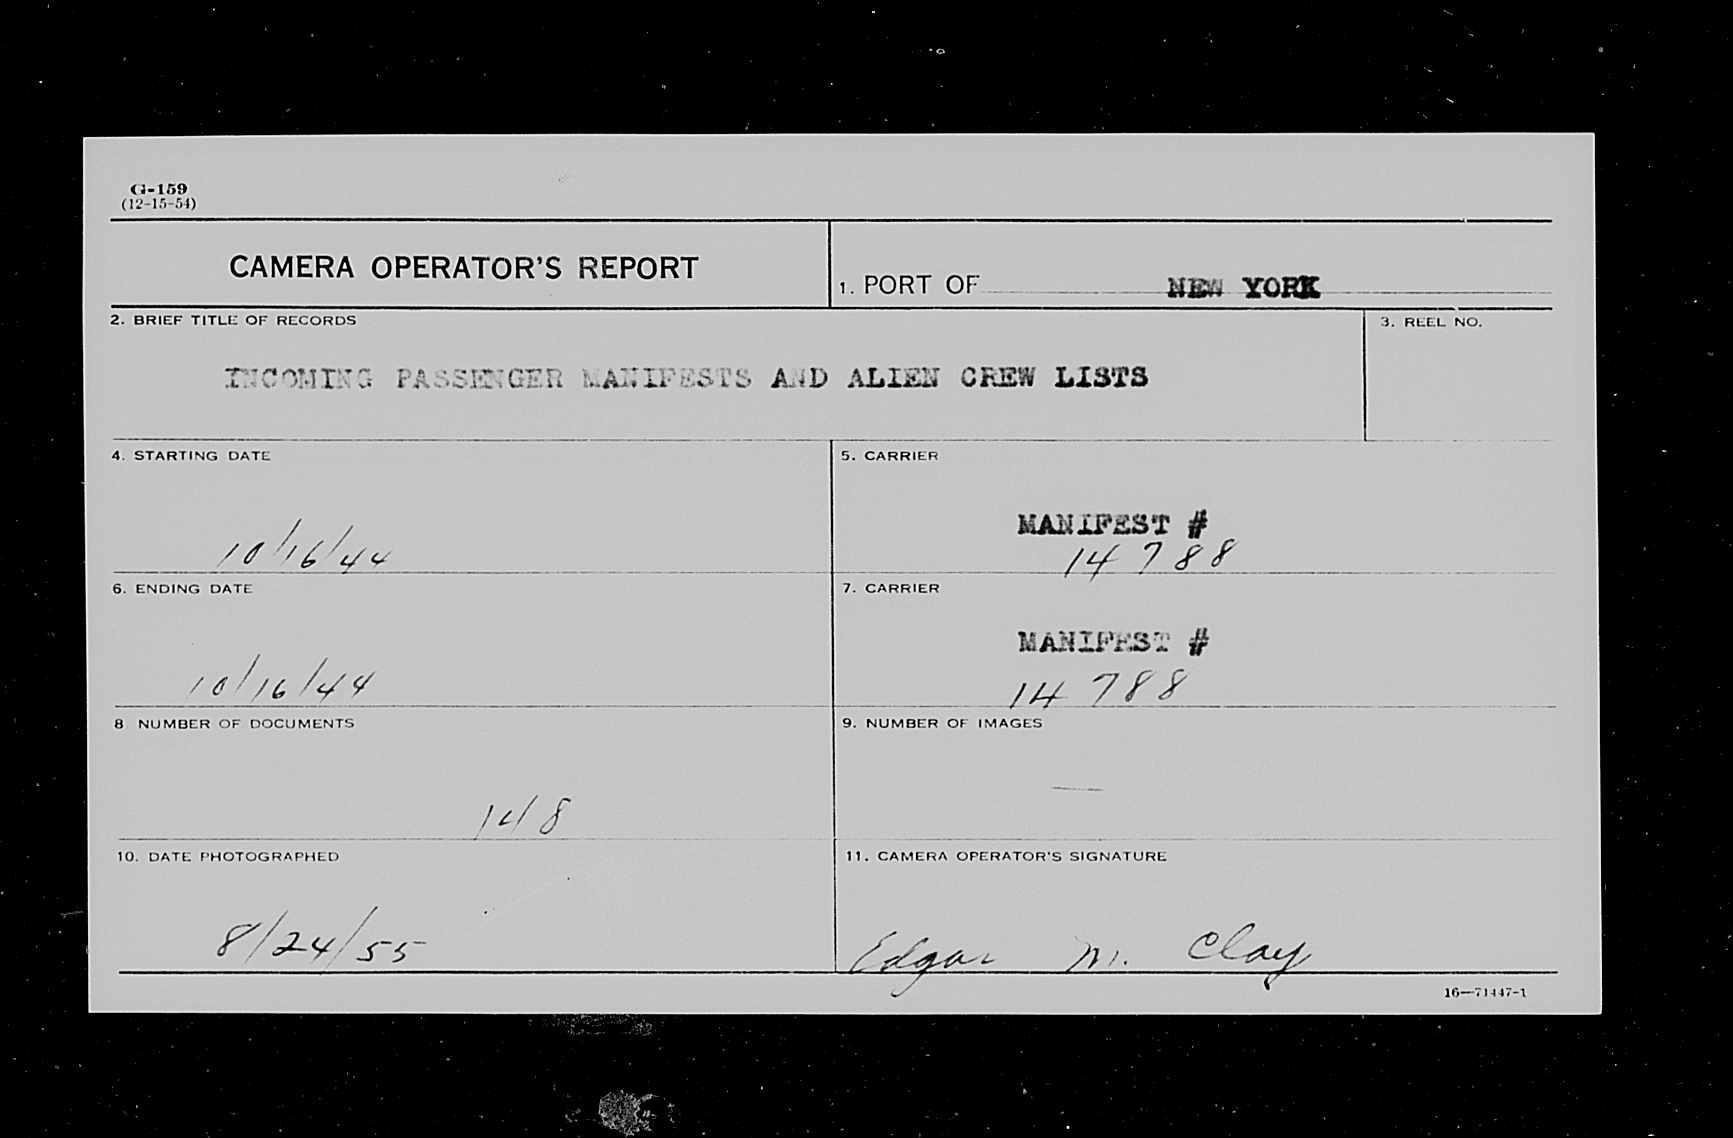 G-159
(12-15-54)
CAMERA OPERATOR'S REPORT
1. PORT OF NEW YORK
2. BRIEF TITLE OF RECORDS
3. REEL NO.
INCOMING PASSENGER MANIFESTS AND ALIEN CREW LISTS
4. STARTING DATE
5. CARRIER
MANIFEST #
10/16/44
14788
6. ENDING DATE
7. CARRIER
MANIFEST #
10/16/44
14788
8 NUMBER OF DOCUMENTS
9. NUMBER OF IMAGES
148
—
10. DATE PHOTOGRAPHED
11. CAMERA OPERATOR'S SIGNATURE
8/24/55
Edgar M. Clay
16—71447-1